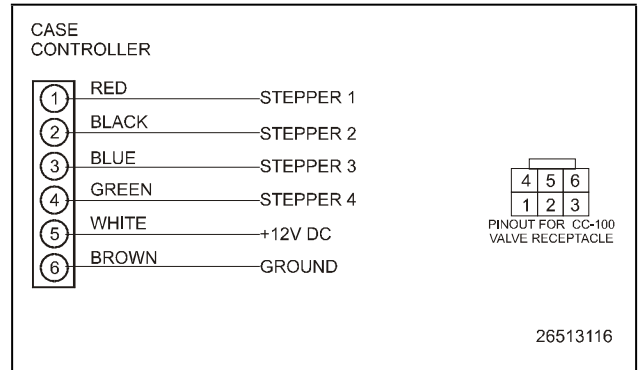 CASE
CONTROLLER
1 RED STEPPER 1
2 BLACK STEPPER 2
3 BLUE STEPPER 3
4 GREEN STEPPER 4
5 WHITE +12V DC
6 BROWN GROUND
4 5 6
1 2 3
PINOUT FOR CC-100
VALVE RECEPTACLE
26513116